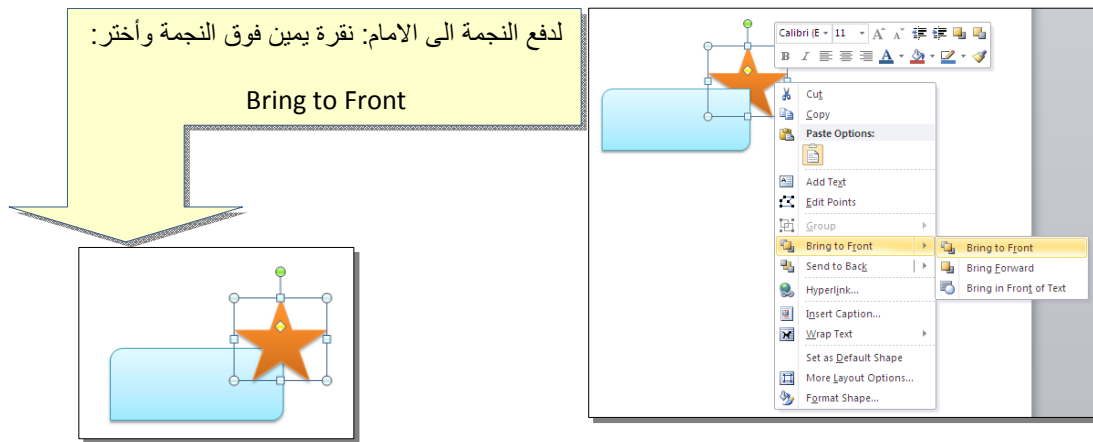 لدفع النجمة الى الامام: نقرة يمين فوق النجمة وأختر:
Bring to Front
Calibri (E 11 A A
B I A
Cut
Copy
Paste Options:
Add Text
Edit Points
Group
Bring to Front
Send to Back
Hyperlink...
Insert Caption...
Wrap Text
Set as Default Shape
More Layout Options...
Format Shape...
Bring to Front
Bring Forward
Bring in Front of Text